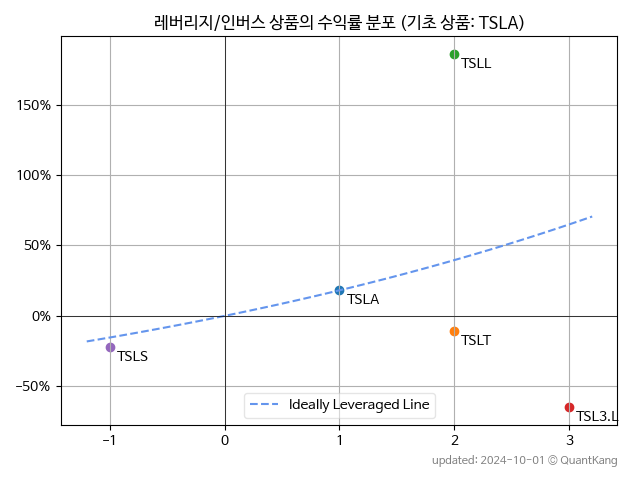 레버리지/인버스 상품의 수익률 분포 (기초 상품: TSLA)
TSLL
150%
100%
50%
TSLA
0%
TSLT
TSLS
−50%
Ideally Leveraged Line
TSL3.L
−1
0
1
2
3
updated: 2024-10-01 © QuantKang